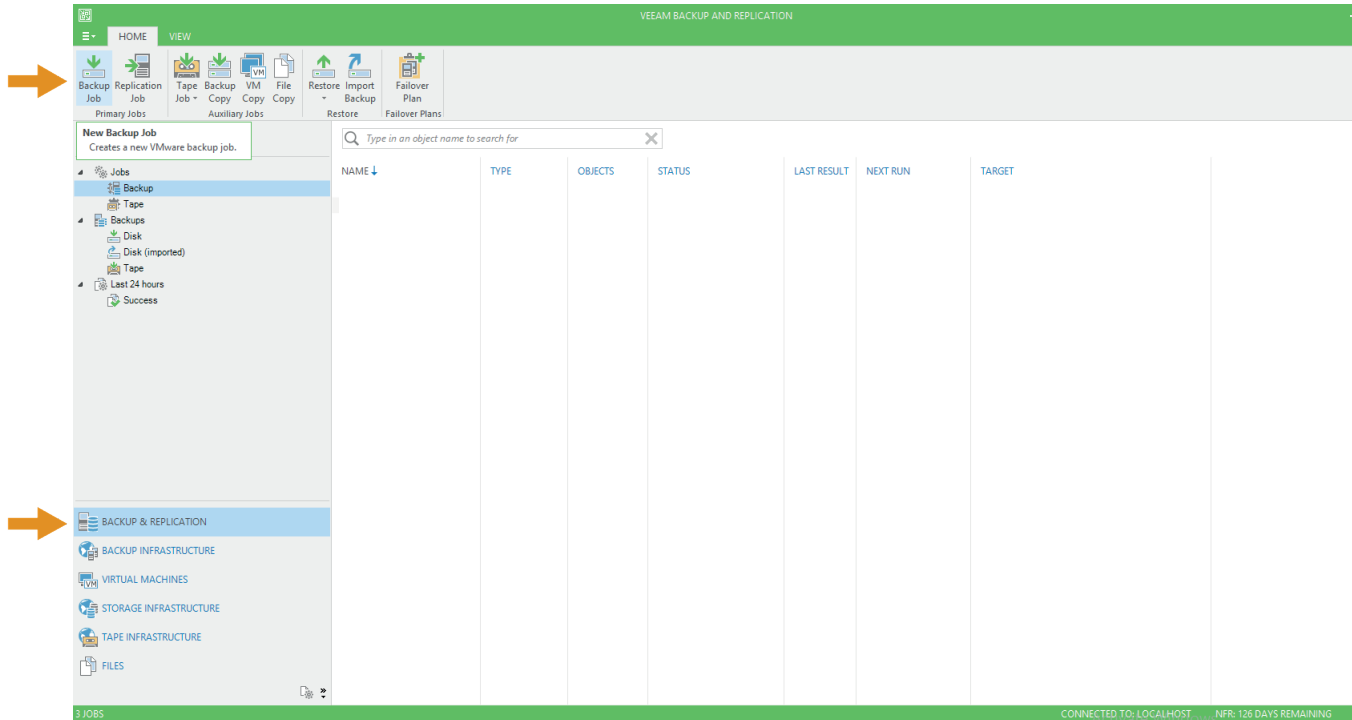 VEEAM BACKUP AND REPLICATION
HOME VIEW
Backup Job
Replication Job
Tape Job
Backup Copy
VM Copy
File Copy
Restore
Import Backup
Failover Plan
Primary Jobs
Auxiliary Jobs
Restore
Failover Plans
New Backup Job
Creates a new VMware backup job.
Type in an object name to search for
Jobs
Backup
Tape
Backups
Disk
Disk (imported)
Tape
Last 24 hours
Success
NAME TYPE OBJECTS STATUS LAST RESULT NEXT RUN TARGET
BACKUP & REPLICATION
BACKUP INFRASTRUCTURE
VIRTUAL MACHINES
STORAGE INFRASTRUCTURE
TAPE INFRASTRUCTURE
FILES
3 JOBS
CONNECTED TO: LOCALHOST NFR: 126 DAYS REMAINING